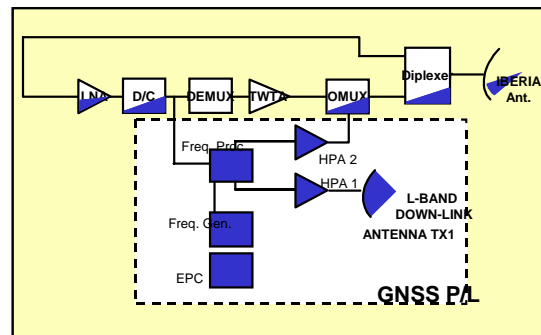 Diplexer
IBERIA
Ant.
LNA
D/C
DEMUX
TWTA
OMUX
Freq. Proc.
HPA 2
HPA 1
L-BAND
DOWN-LINK
ANTENNA TX1
Freq. Gen.
EPC
GNSS P/L